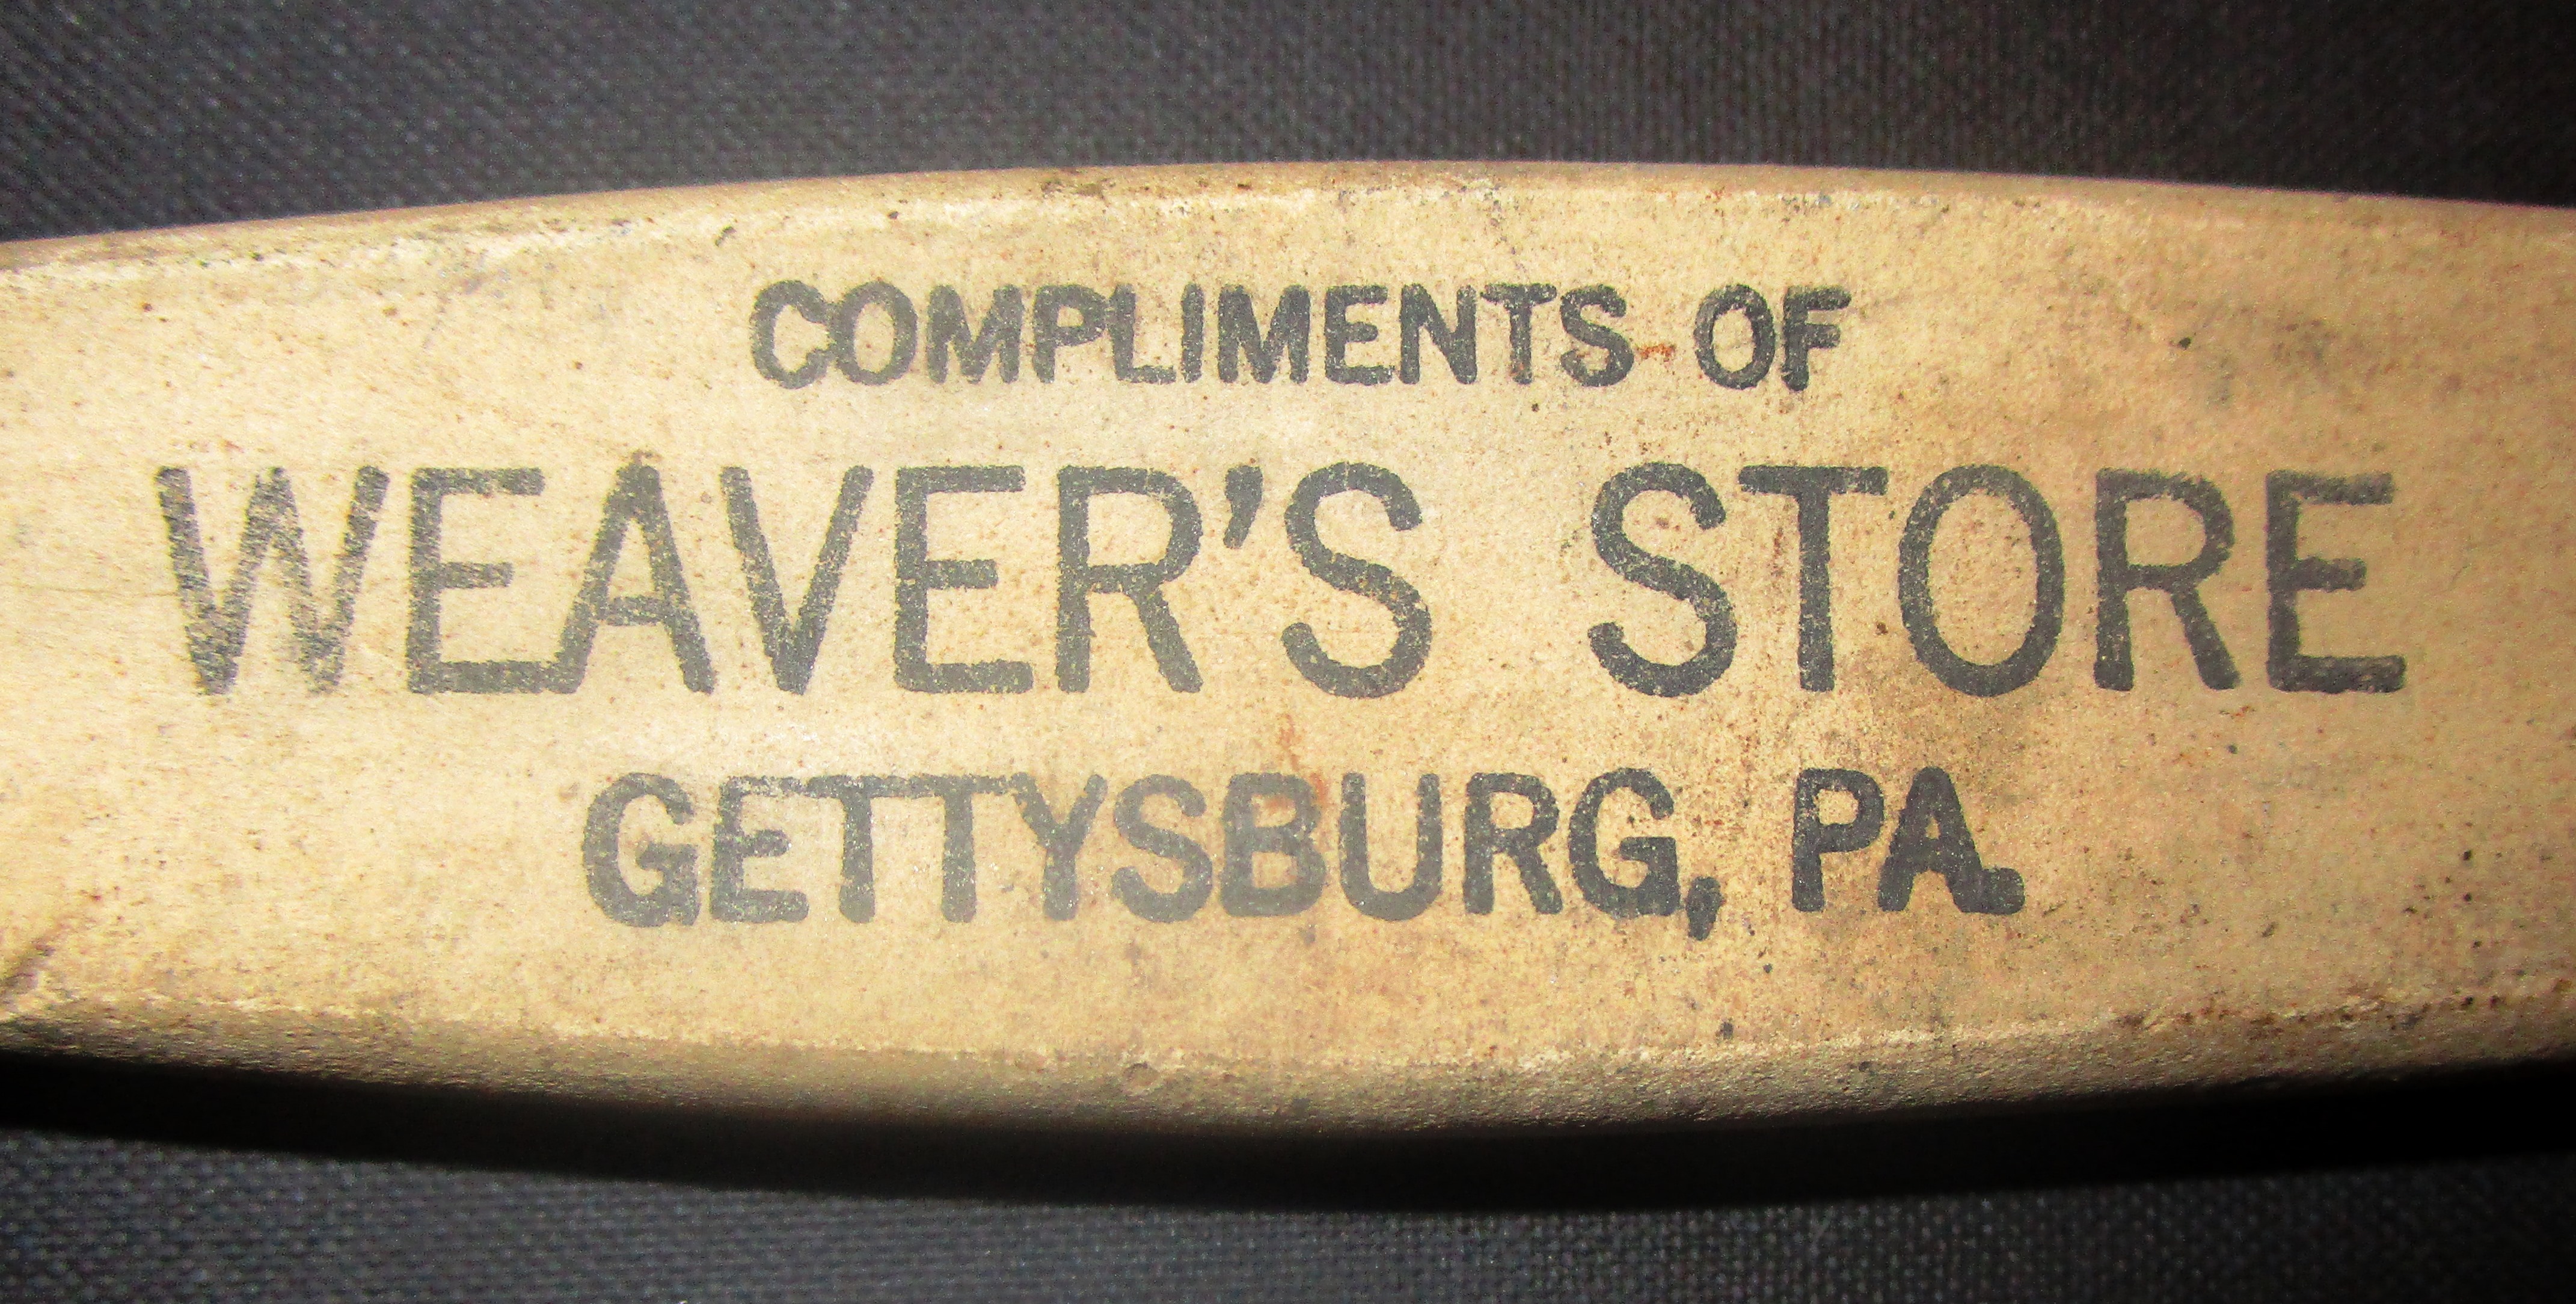 COMPLIMENTS OF
WEAVER'S STORE
GETTYSBURG, PA.